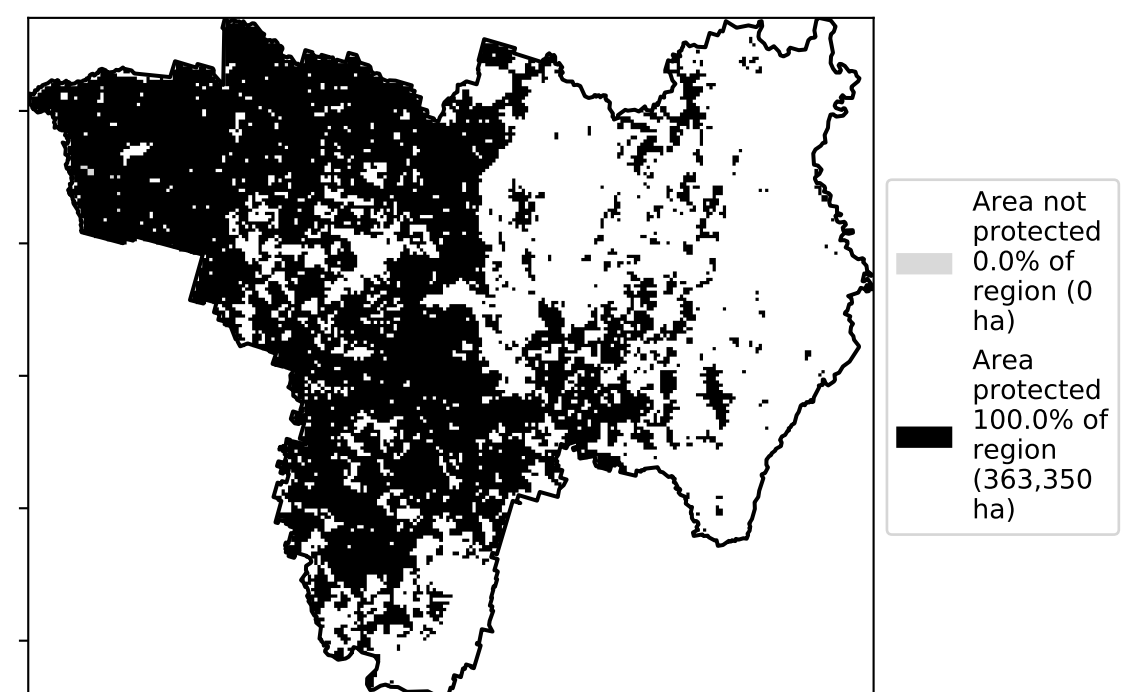 Area not
protected
0.0% of
region (0
ha)
Area
protected
100.0% of
region
(363,350
ha)